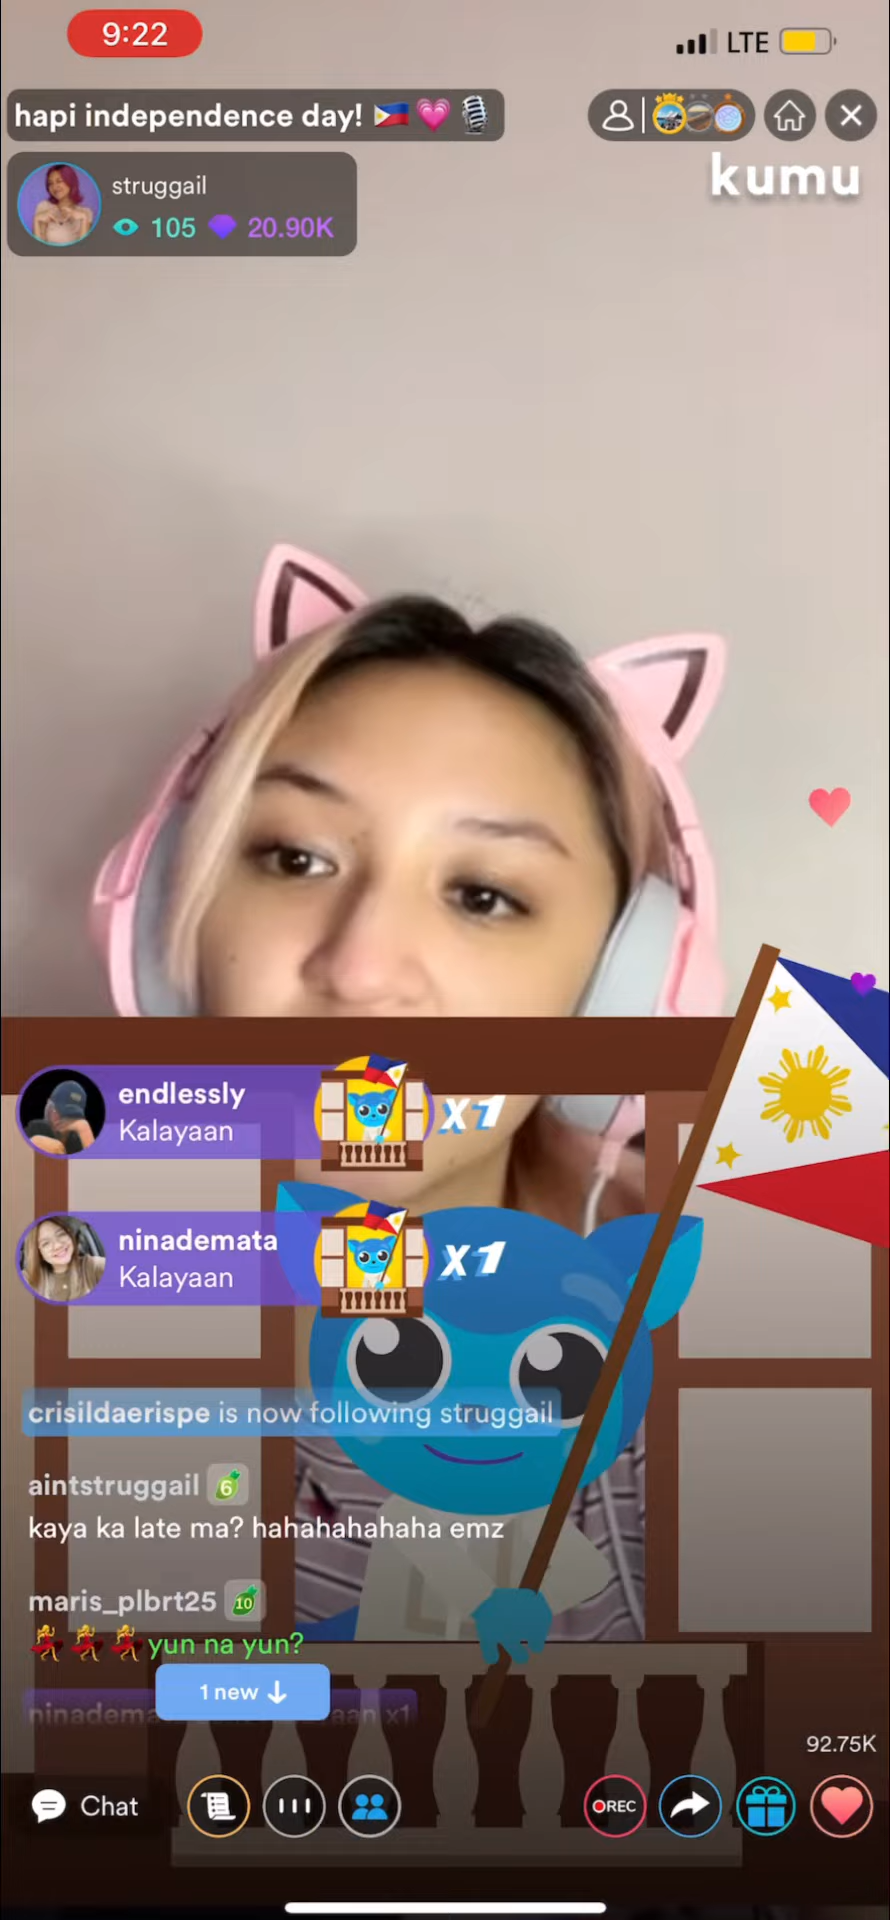 9:22
LTE
hapi independence day! 🇵🇭💗🎙️
kumu
struggail
105 20.90K
endlessly
Kalayaan
x1
ninademata
Kalayaan
x1
crisildaerispe is now following struggail
aintstruggail 6
kaya ka late ma? hahahahahaha emz
maris_plbrt25 10
💃💃💃yun na yun?
1 new ↓
x1
92.75K
Chat
REC